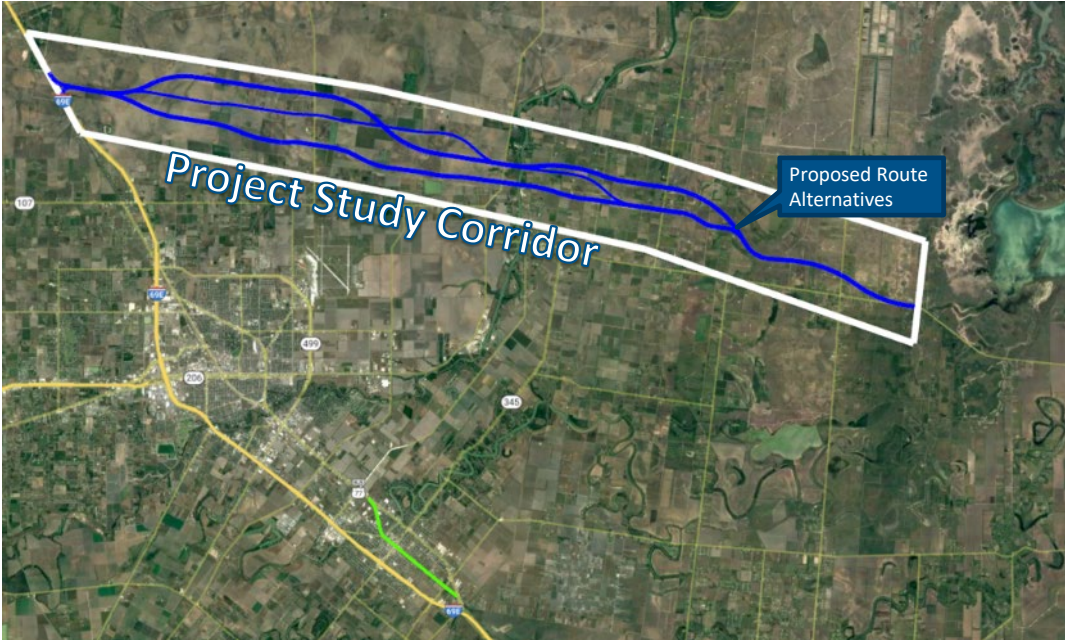 69E
107
Project Study Corridor
Proposed Route
Alternatives
69E
499
206
345
77
69E